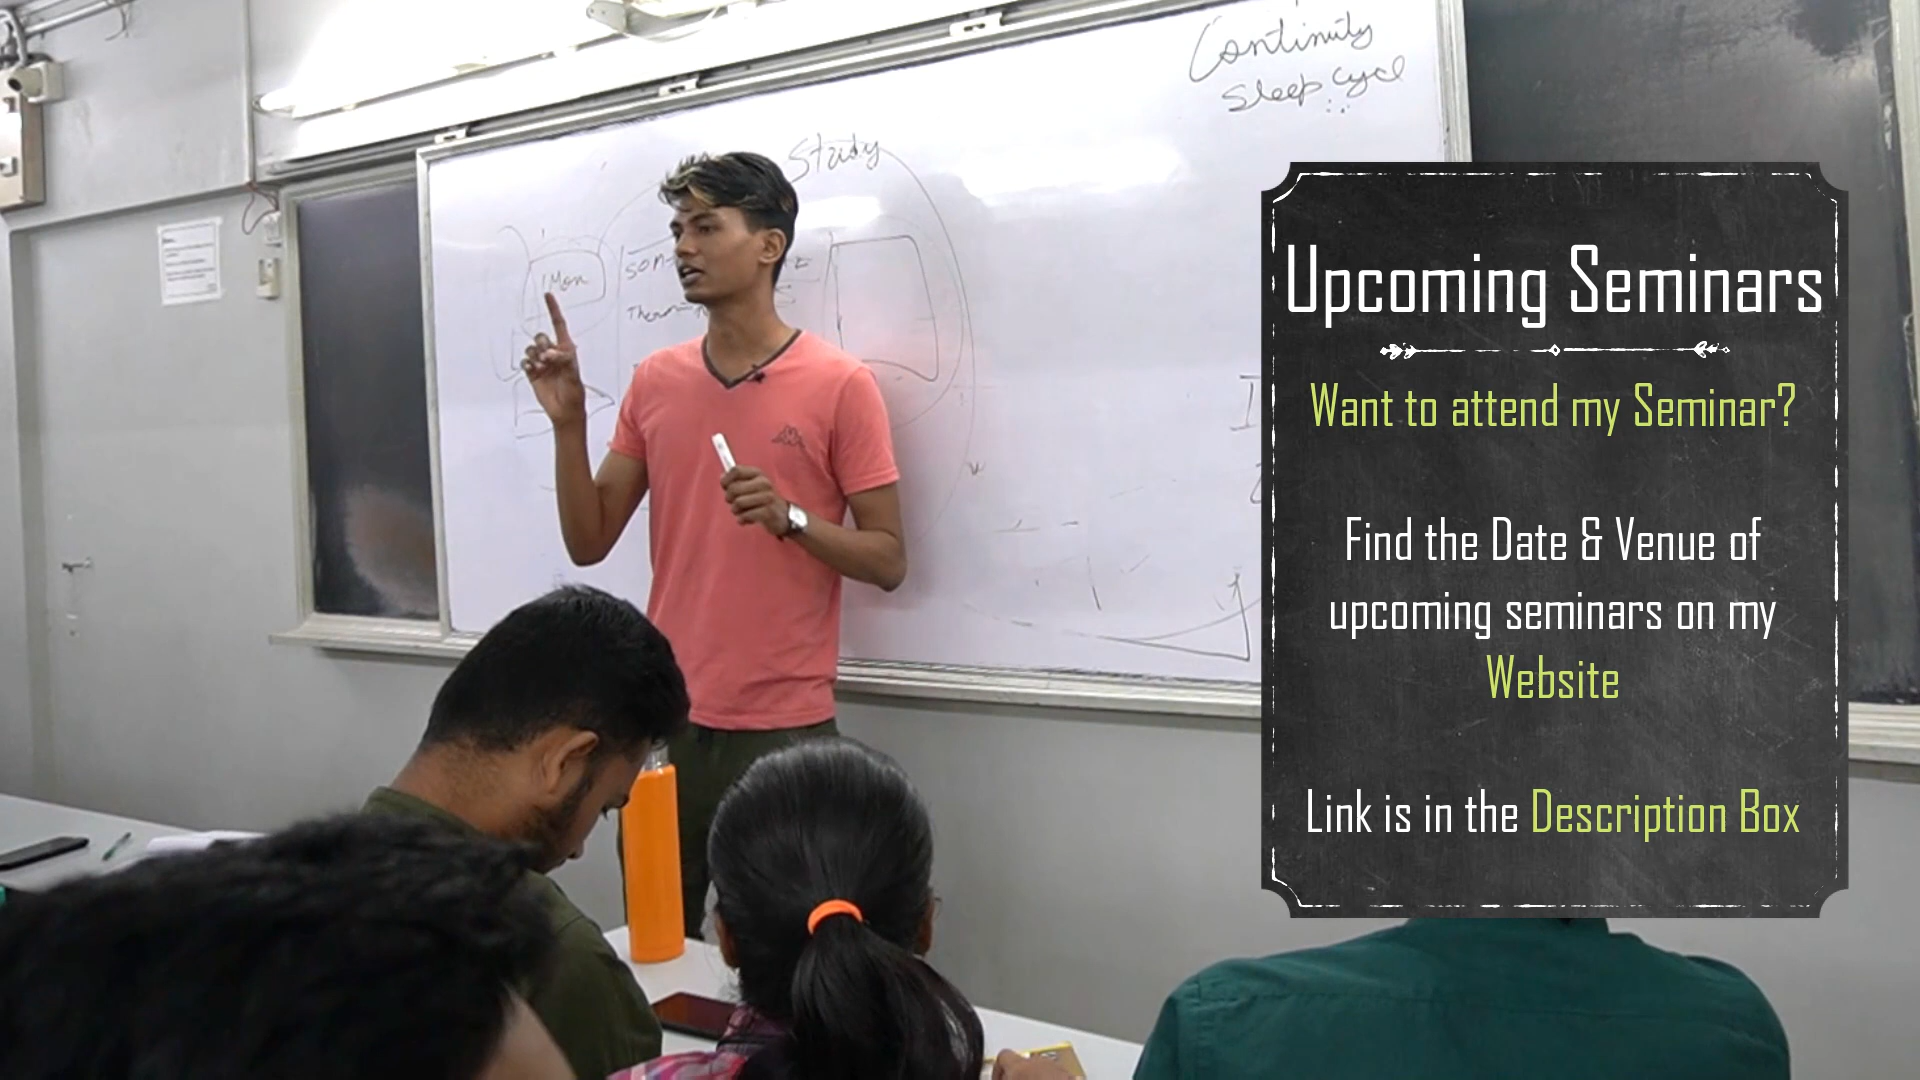 Continuity
Sleep Cycl
Study
Upcoming Seminars
Want to attend my Seminar?
Find the Date & Venue of
upcoming seminars on my
Website
Link is in the Description Box